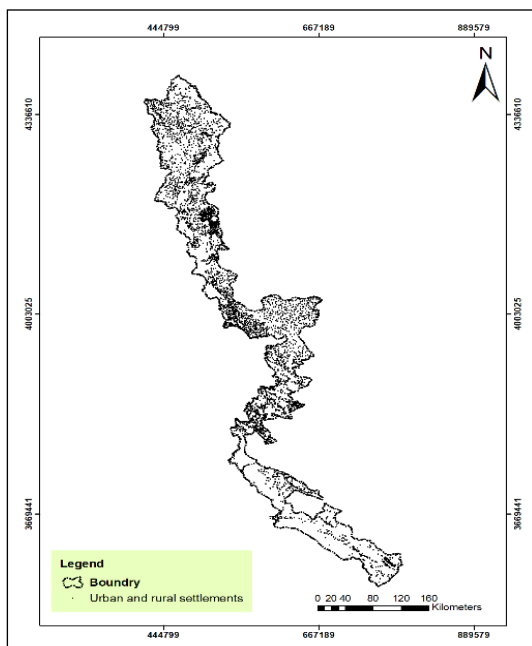 444799 667189 889579
N
4336610 4336610
4003025 4003025
3669441 3669441
Legend
Boundry
Urban and rural settlements
0 20 40 80 120 160
Kilometers
444799 667189 889579